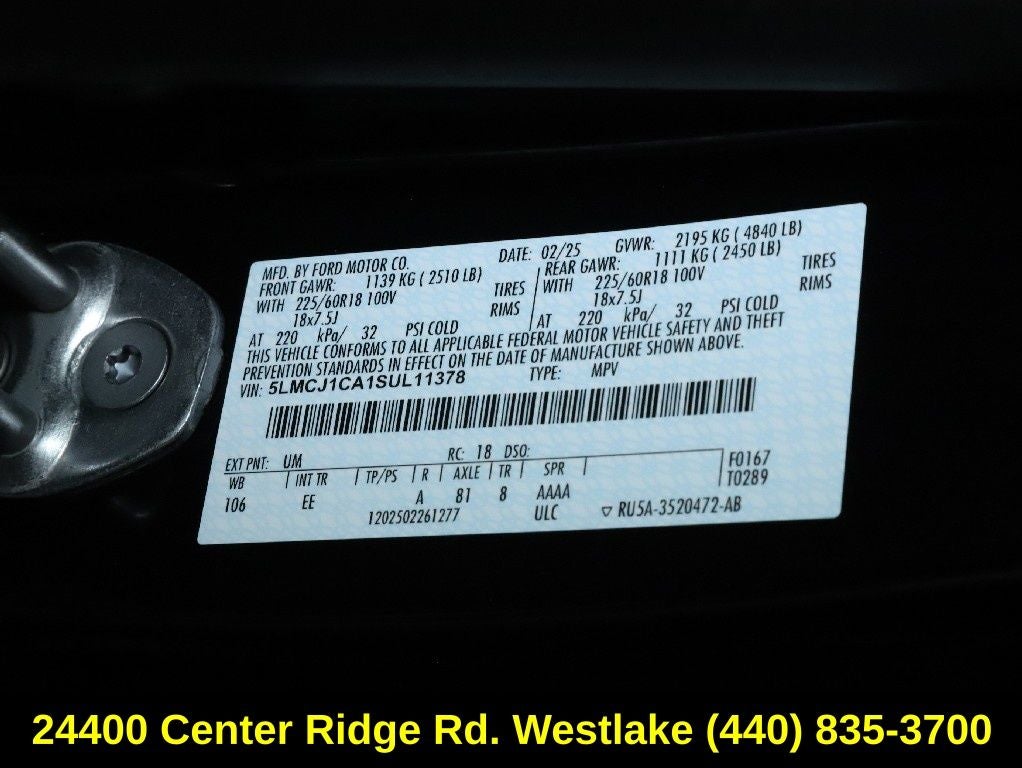 MFD. BY FORD MOTOR CO. DATE: 02/25 GVWR: 2195 KG ( 4840 LB)
FRONT GAWR: 1139 KG ( 2510 LB) REAR GAWR: 1111 KG ( 2450 LB)
WITH 225/60R18 100V TIRES WITH 225/60R18 100V TIRES
18x7.5J RIMS 18x7.5J RIMS
AT 220 kPa/ 32 PSI COLD AT 220 kPa/ 32 PSI COLD
THIS VEHICLE CONFORMS TO ALL APPLICABLE FEDERAL MOTOR VEHICLE SAFETY AND THEFT
PREVENTION STANDARDS IN EFFECT ON THE DATE OF MANUFACTURE SHOWN ABOVE.
VIN: 5LMCJ1CA1SUL11378 TYPE: MPV
EXT PNT: UM RC: 18 DSO: F0167
WB INT TR TP/PS R AXLE TR SPR T0289
106 EE A 81 8 AAAA
1202502261277 ULC ▽ RU5A-3520472-AB
24400 Center Ridge Rd. Westlake (440) 835-3700